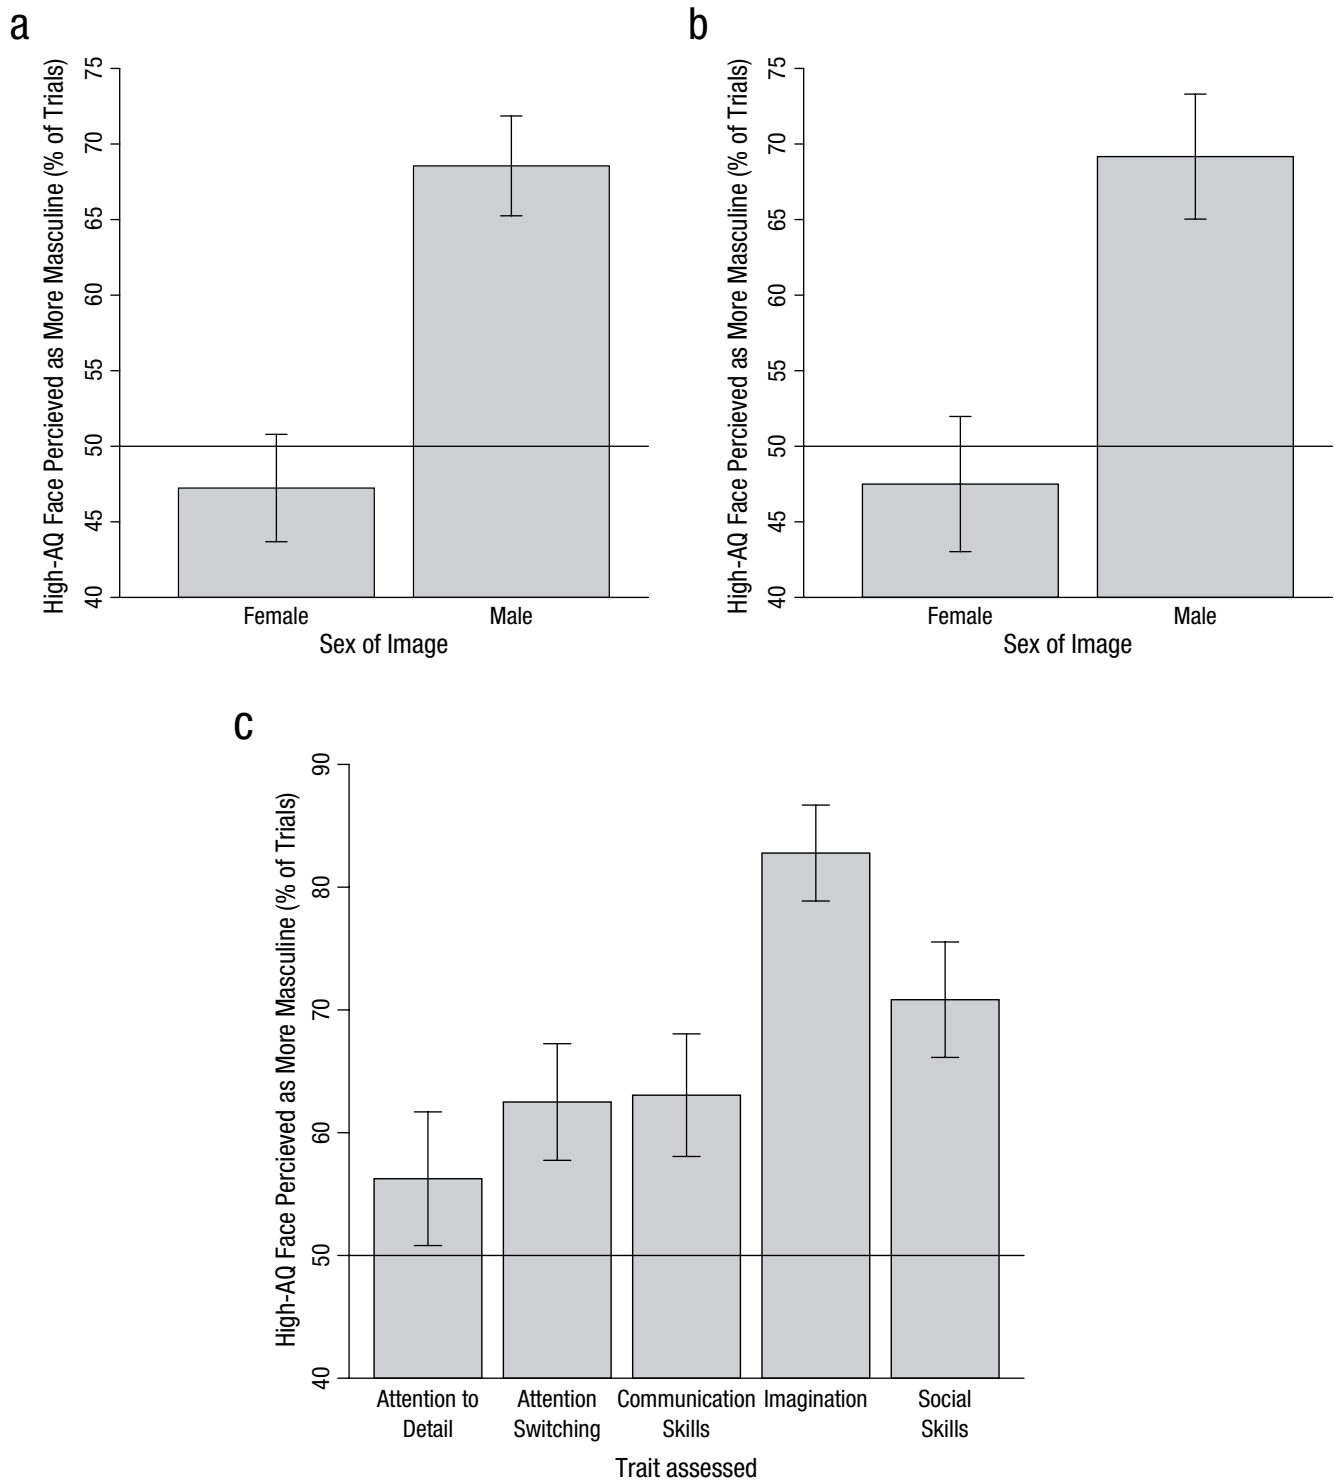 a
High-AQ Face Percieved as More Masculine (% of Trials)
75
70
65
60
55
50
45
40
Female
Male
Sex of Image
b
High-AQ Face Percieved as More Masculine (% of Trials)
75
70
65
60
55
50
45
40
Female
Male
Sex of Image
c
High-AQ Face Percieved as More Masculine (% of Trials)
90
80
70
60
50
40
Attention to
Detail
Attention
Switching
Communication
Skills
Imagination
Social
Skills
Trait assessed